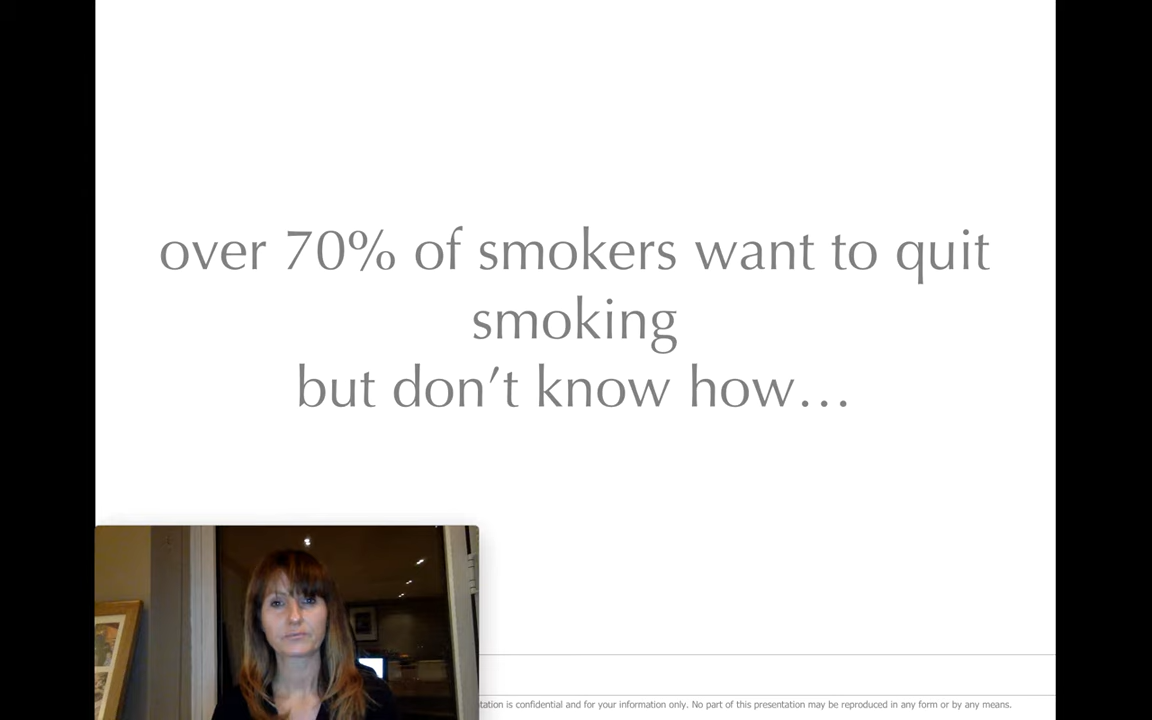 over 70% of smokers want to quit
smoking
but don’t know how…
is confidential and for your information only. No part of this presentation may be reproduced in any form or by any means.